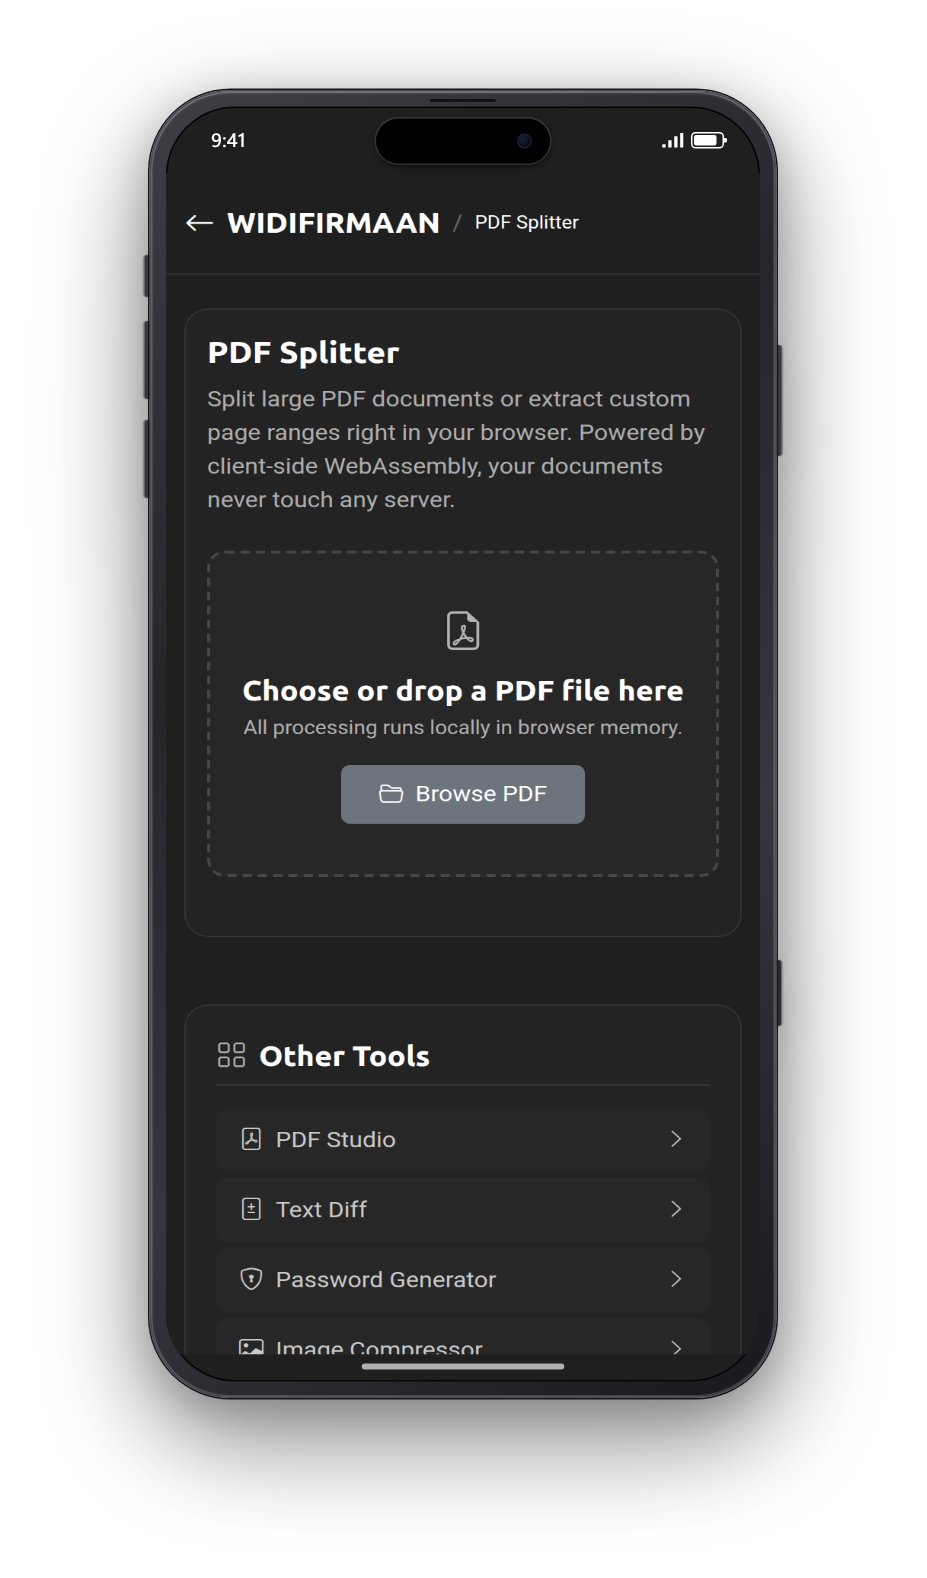 9:41
WIDIFIRMAAN / PDF Splitter
PDF Splitter
Split large PDF documents or extract custom
page ranges right in your browser. Powered by
client-side WebAssembly, your documents
never touch any server.
Choose or drop a PDF file here
All processing runs locally in browser memory.
Browse PDF
Other Tools
PDF Studio
Text Diff
Password Generator
Image Compressor